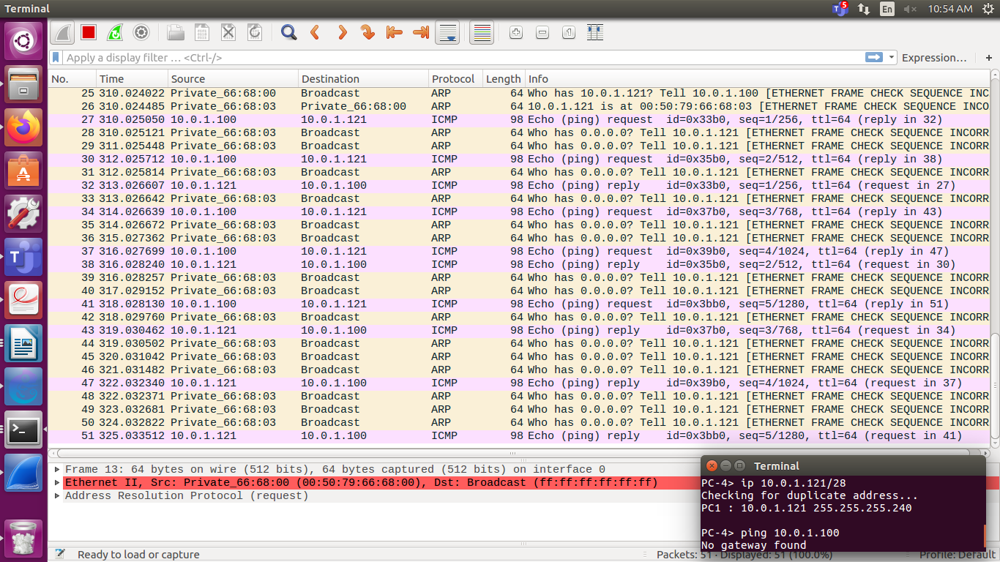 Terminal
5
En
10:54 AM
Apply a display filter … <Ctrl-/>
Expression…
+
No. Time Source Destination Protocol Length Info
25 310.024022 Private_66:68:00 Broadcast ARP 64 Who has 10.0.1.121? Tell 10.0.1.100 [ETHERNET FRAME CHECK SEQUENCE INC
26 310.024485 Private_66:68:03 Private_66:68:00 ARP 64 10.0.1.121 is at 00:50:79:66:68:03 [ETHERNET FRAME CHECK SEQUENCE INCO
27 310.025050 10.0.1.100 10.0.1.121 ICMP 98 Echo (ping) request id=0x33b0, seq=1/256, ttl=64 (reply in 32)
28 310.025121 Private_66:68:03 Broadcast ARP 64 Who has 0.0.0.0? Tell 10.0.1.121 [ETHERNET FRAME CHECK SEQUENCE INCORR
29 311.025448 Private_66:68:03 Broadcast ARP 64 Who has 0.0.0.0? Tell 10.0.1.121 [ETHERNET FRAME CHECK SEQUENCE INCORR
30 312.025712 10.0.1.100 10.0.1.121 ICMP 98 Echo (ping) request id=0x35b0, seq=2/512, ttl=64 (reply in 38)
31 312.025814 Private_66:68:03 Broadcast ARP 64 Who has 0.0.0.0? Tell 10.0.1.121 [ETHERNET FRAME CHECK SEQUENCE INCORR
32 313.026607 10.0.1.121 10.0.1.100 ICMP 98 Echo (ping) reply id=0x33b0, seq=1/256, ttl=64 (request in 27)
33 313.026642 Private_66:68:03 Broadcast ARP 64 Who has 0.0.0.0? Tell 10.0.1.121 [ETHERNET FRAME CHECK SEQUENCE INCORR
34 314.026639 10.0.1.100 10.0.1.121 ICMP 98 Echo (ping) request id=0x37b0, seq=3/768, ttl=64 (reply in 43)
35 314.026672 Private_66:68:03 Broadcast ARP 64 Who has 0.0.0.0? Tell 10.0.1.121 [ETHERNET FRAME CHECK SEQUENCE INCORR
36 315.027362 Private_66:68:03 Broadcast ARP 64 Who has 0.0.0.0? Tell 10.0.1.121 [ETHERNET FRAME CHECK SEQUENCE INCORR
37 316.027699 10.0.1.100 10.0.1.121 ICMP 98 Echo (ping) request id=0x39b0, seq=4/1024, ttl=64 (reply in 47)
38 316.028240 10.0.1.121 10.0.1.100 ICMP 98 Echo (ping) reply id=0x35b0, seq=2/512, ttl=64 (request in 30)
39 316.028257 Private_66:68:03 Broadcast ARP 64 Who has 0.0.0.0? Tell 10.0.1.121 [ETHERNET FRAME CHECK SEQUENCE INCORR
40 317.029152 Private_66:68:03 Broadcast ARP 64 Who has 0.0.0.0? Tell 10.0.1.121 [ETHERNET FRAME CHECK SEQUENCE INCORR
41 318.028130 10.0.1.100 10.0.1.121 ICMP 98 Echo (ping) request id=0x3bb0, seq=5/1280, ttl=64 (reply in 51)
42 318.029760 Private_66:68:03 Broadcast ARP 64 Who has 0.0.0.0? Tell 10.0.1.121 [ETHERNET FRAME CHECK SEQUENCE INCORR
43 319.030462 10.0.1.121 10.0.1.100 ICMP 98 Echo (ping) reply id=0x37b0, seq=3/768, ttl=64 (request in 34)
44 319.030502 Private_66:68:03 Broadcast ARP 64 Who has 0.0.0.0? Tell 10.0.1.121 [ETHERNET FRAME CHECK SEQUENCE INCORR
45 320.031042 Private_66:68:03 Broadcast ARP 64 Who has 0.0.0.0? Tell 10.0.1.121 [ETHERNET FRAME CHECK SEQUENCE INCORR
46 321.031482 Private_66:68:03 Broadcast ARP 64 Who has 0.0.0.0? Tell 10.0.1.121 [ETHERNET FRAME CHECK SEQUENCE INCORR
47 322.032340 10.0.1.121 10.0.1.100 ICMP 98 Echo (ping) reply id=0x39b0, seq=4/1024, ttl=64 (request in 37)
48 322.032371 Private_66:68:03 Broadcast ARP 64 Who has 0.0.0.0? Tell 10.0.1.121 [ETHERNET FRAME CHECK SEQUENCE INCORR
49 323.032681 Private_66:68:03 Broadcast ARP 64 Who has 0.0.0.0? Tell 10.0.1.121 [ETHERNET FRAME CHECK SEQUENCE INCORR
50 324.032822 Private_66:68:03 Broadcast ARP 64 Who has 0.0.0.0? Tell 10.0.1.121 [ETHERNET FRAME CHECK SEQUENCE INCORR
51 325.033512 10.0.1.121 10.0.1.100 ICMP 98 Echo (ping) reply id=0x3bb0, seq=5/1280, ttl=64 (request in 41)
Frame 13: 64 bytes on wire (512 bits), 64 bytes captured (512 bits) on interface 0
Ethernet II, Src: Private_66:68:00 (00:50:79:66:68:00), Dst: Broadcast (ff:ff:ff:ff:ff:ff)
Address Resolution Protocol (request)
Terminal
PC-4> ip 10.0.1.121/28
Checking for duplicate address...
PC1 : 10.0.1.121 255.255.255.240
PC-4> ping 10.0.1.100
No gateway found
Ready to load or capture
Packets: 51 · Displayed: 51 (100.0%)
Profile: Default